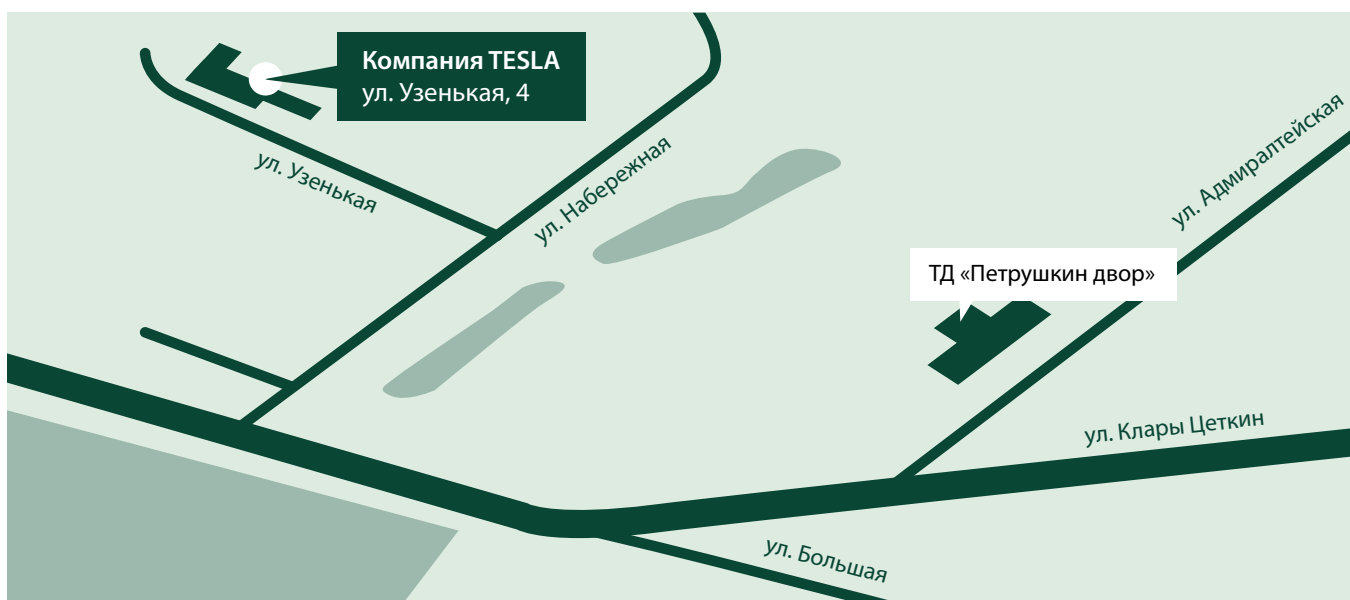 Компания TESLA
ул. Узенькая, 4
ул. Узенькая
ул. Набережная
ул. Адмиралтейская
ТД «Петрушкин двор»
ул. Клары Цеткин
ул. Большая